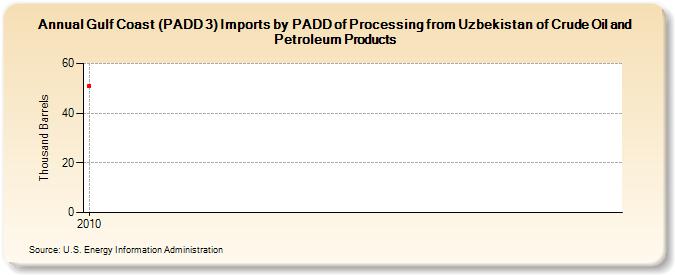 Annual Gulf Coast (PADD 3) Imports by PADD of Processing from Uzbekistan of Crude Oil and
Petroleum Products
Thousand Barrels
60
40
20
0
2010
Source: U.S. Energy Information Administration